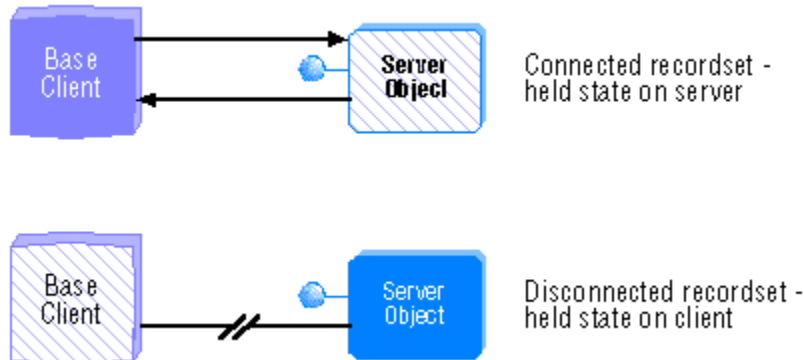 Base
Client
Server
Object
Connected recordset -
held state on server
Base
Client
Server
Object
Disconnected recordset -
held state on client